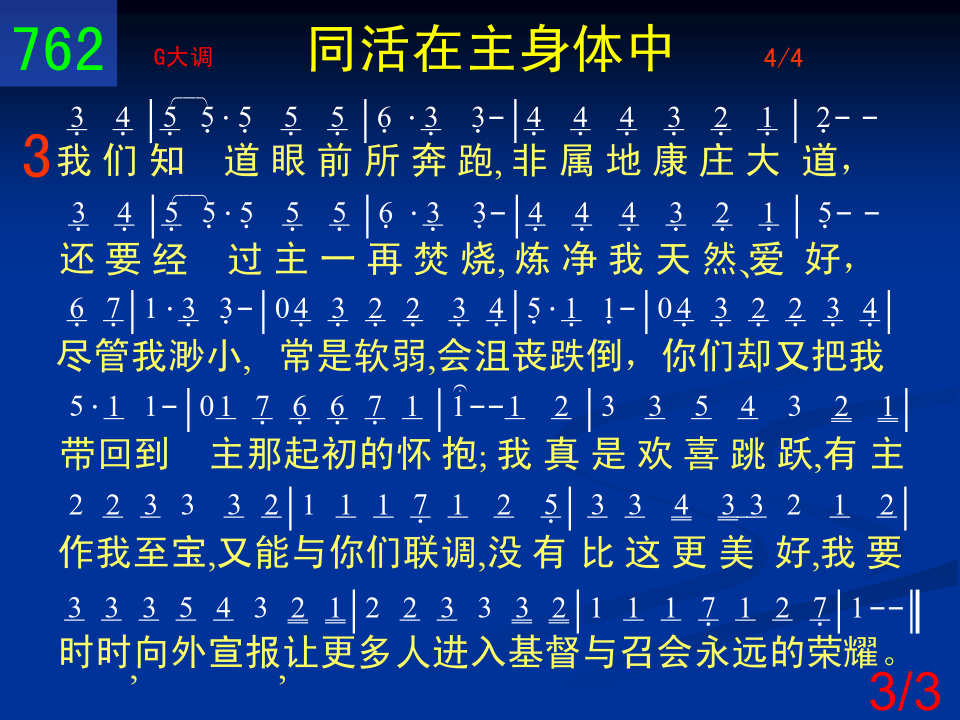 762 G大调 同活在主身体中 4/4
3 4|5 5·5 5 5|6·3 3-|4 4 4 3 2 1|2--
3 我们知 道眼前所奔跑,非属地康庄大 道，
3 4|5 5·5 5 5|6·3 3-|4 4 4 3 2 1|5--
还要经 过主一再焚烧,炼净我天然、爱 好，
6 7|1·3 3-|04 3 2 2 3 4|5·1 1-|04 3 2 2 3 4|
尽管我渺小, 常是软弱,会沮丧跌倒，你们却又把我
5·1 1-|01 7 6 6 7 1|1--1 2|3 3 5 4 3 2 1|
带回到 主那起初的怀 抱;我真是欢喜跳跃,有主
2 2 3 3 3 2|1 1 1 7 1 2 5|3 3 4 3 3 2 1 2|
作我至宝,又能与你们联调,没有比这更美 好,我要
3 3 3 5 4 3 2 1|2 2 3 3 3 2|1 1 1 7 1 2 7|1--‖
时时,向外宣报,让更多人进入基督与召会永远的荣耀。
3/3